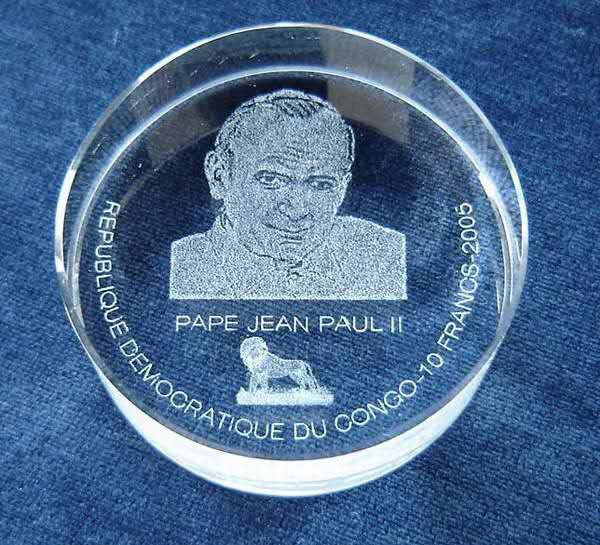 PAPE JEAN PAUL II
REPUBLIQUE DEMOCRATIQUE DU CONGO-10 FRANCS-2005